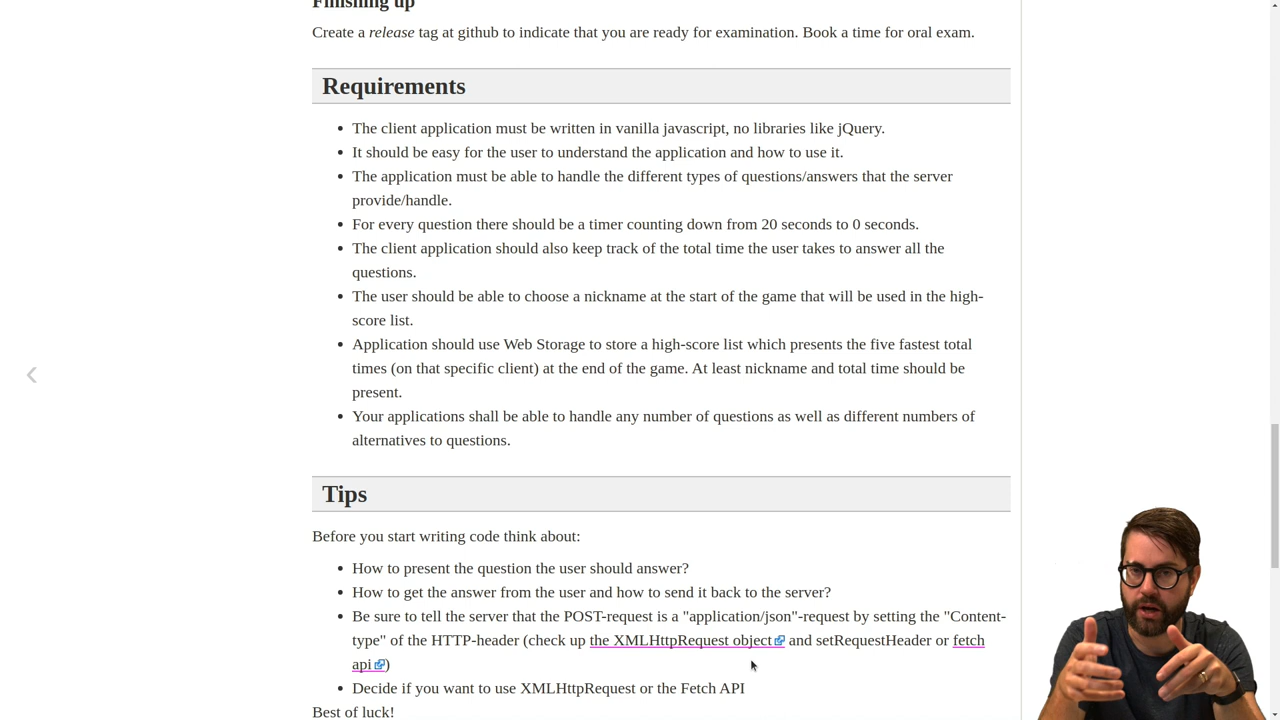 Finishing up
Create a release tag at github to indicate that you are ready for examination. Book a time for oral exam.
Requirements
The client application must be written in vanilla javascript, no libraries like jQuery.
It should be easy for the user to understand the application and how to use it.
The application must be able to handle the different types of questions/answers that the server
provide/handle.
For every question there should be a timer counting down from 20 seconds to 0 seconds.
The client application should also keep track of the total time the user takes to answer all the
questions.
The user should be able to choose a nickname at the start of the game that will be used in the high-
score list.
Application should use Web Storage to store a high-score list which presents the five fastest total
times (on that specific client) at the end of the game. At least nickname and total time should be
present.
Your applications shall be able to handle any number of questions as well as different numbers of
alternatives to questions.
Tips
Before you start writing code think about:
How to present the question the user should answer?
How to get the answer from the user and how to send it back to the server?
Be sure to tell the server that the POST-request is a "application/json"-request by setting the "Content-
type" of the HTTP-header (check up the XMLHttpRequest object and setRequestHeader or fetch
api)
Decide if you want to use XMLHttpRequest or the Fetch API
Best of luck!